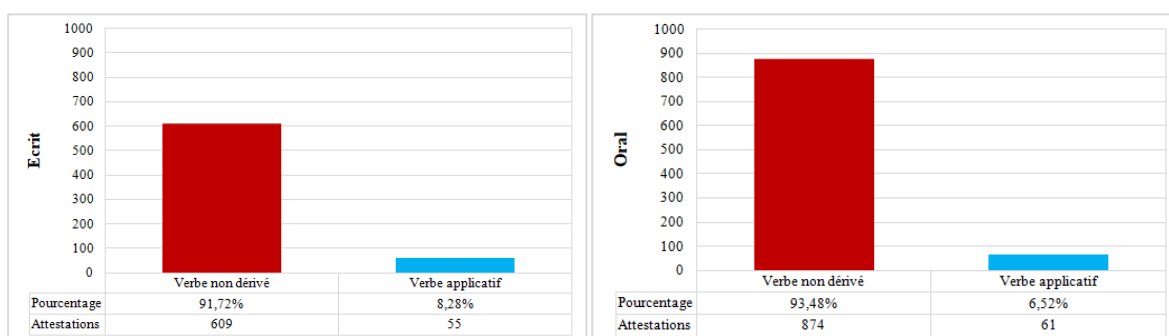 Ecrit
1000
900
800
700
600
500
400
300
200
100
0
Verbe non dérivé Verbe applicatif
Pourcentage 91,72% 8,28%
Attestations 609 55
Oral
1000
900
800
700
600
500
400
300
200
100
0
Verbe non dérivé Verbe applicatif
Pourcentage 93,48% 6,52%
Attestations 874 61